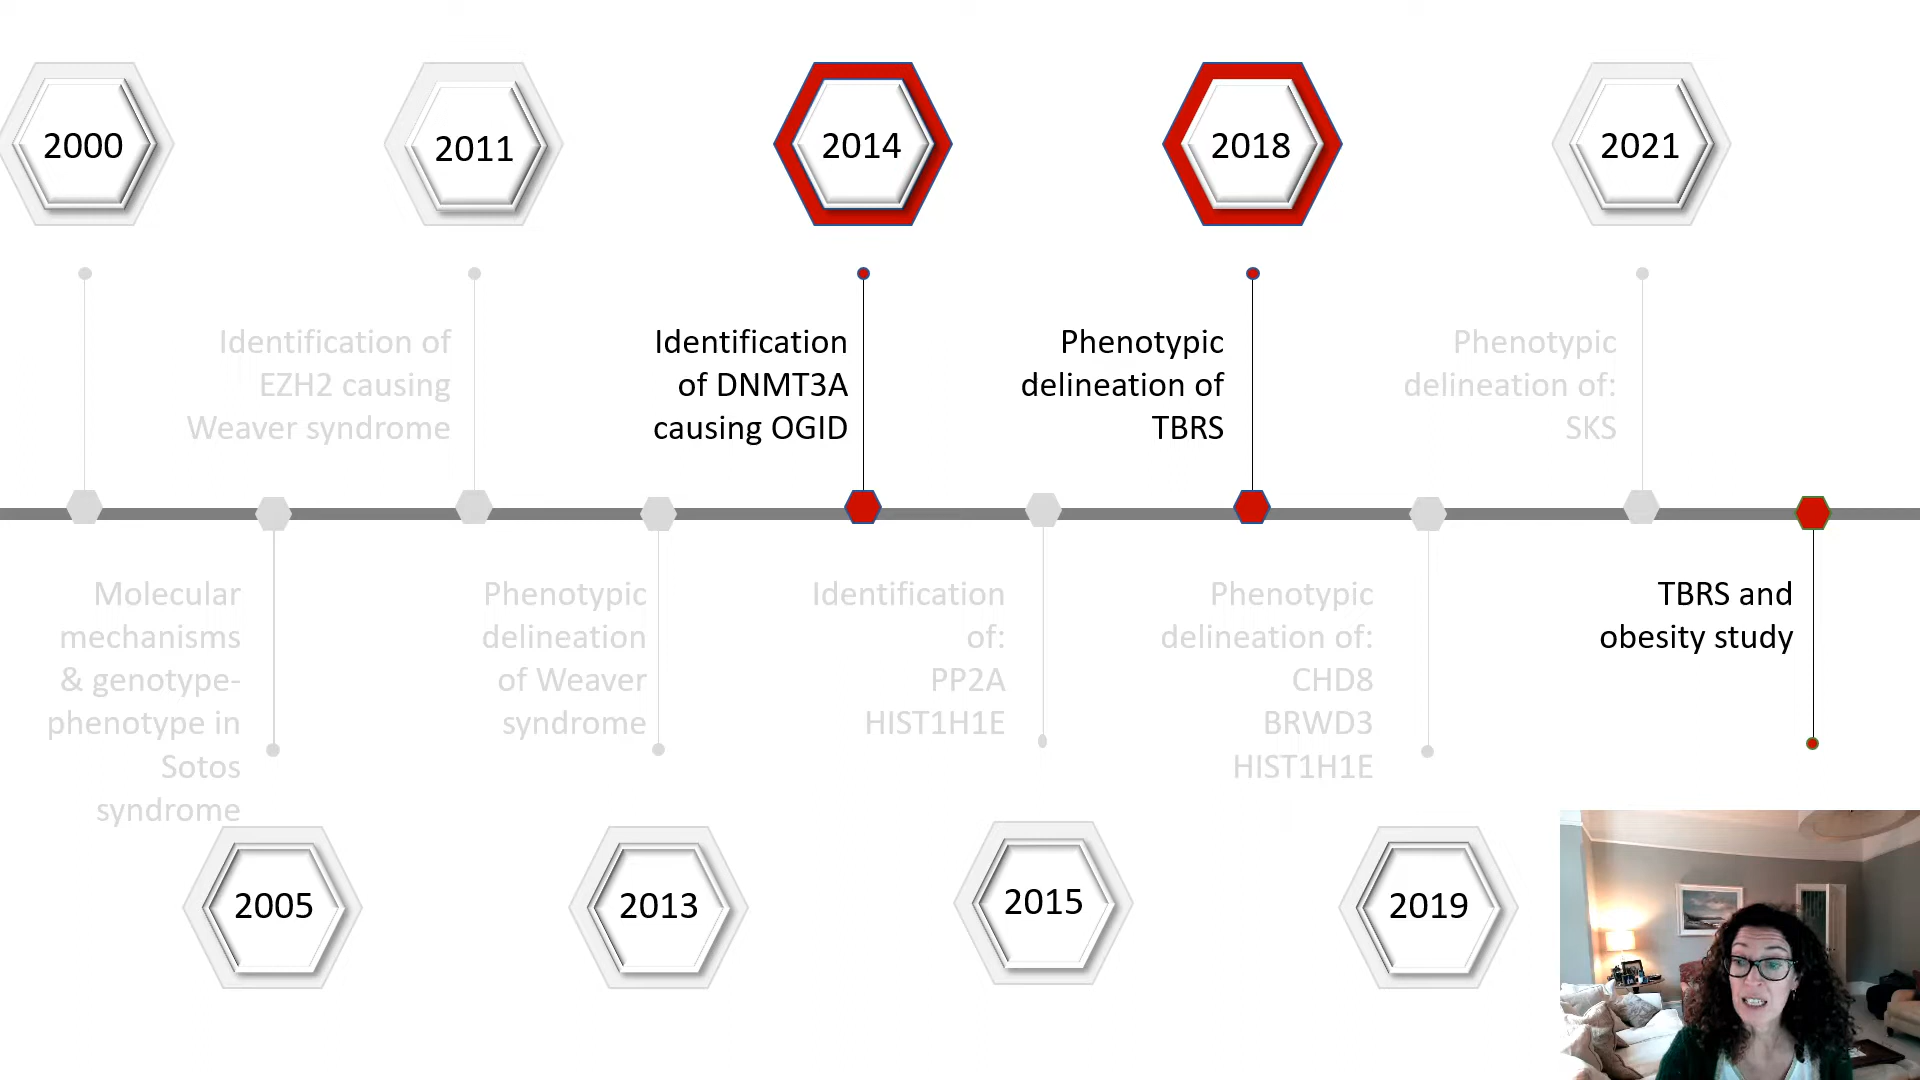 2000
2011
2014
2018
2021
Identification of
EZH2 causing
Weaver syndrome
Identification
of DNMT3A
causing OGID
Phenotypic
delineation of
TBRS
Phenotypic
delineation of:
SKS
Molecular
mechanisms
& genotype-
phenotype in
Sotos
syndrome
Phenotypic
delineation
of Weaver
syndrome
Identification
of:
PP2A
HIST1H1E
Phenotypic
delineation of:
CHD8
BRWD3
HIST1H1E
TBRS and
obesity study
2005
2013
2015
2019